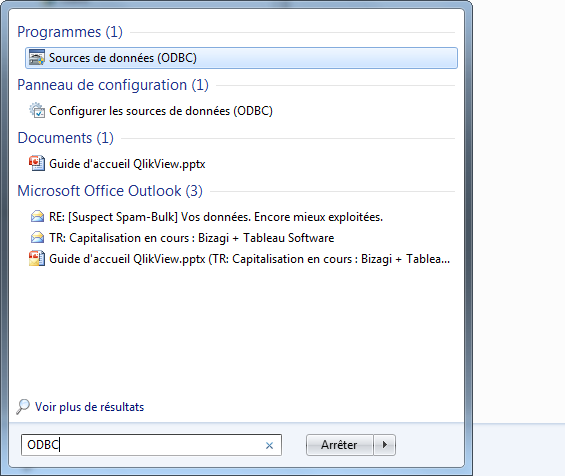 Programmes (1)
Sources de données (ODBC)
Panneau de configuration (1)
Configurer les sources de données (ODBC)
Documents (1)
Guide d'accueil QlikView.pptx
Microsoft Office Outlook (3)
RE: [Suspect Spam-Bulk] Vos données. Encore mieux exploitées.
TR: Capitalisation en cours : Bizagi + Tableau Software
Guide d'accueil QlikView.pptx (TR: Capitalisation en cours : Bizagi + Tablea...
Voir plus de résultats
ODBC
Arrêter